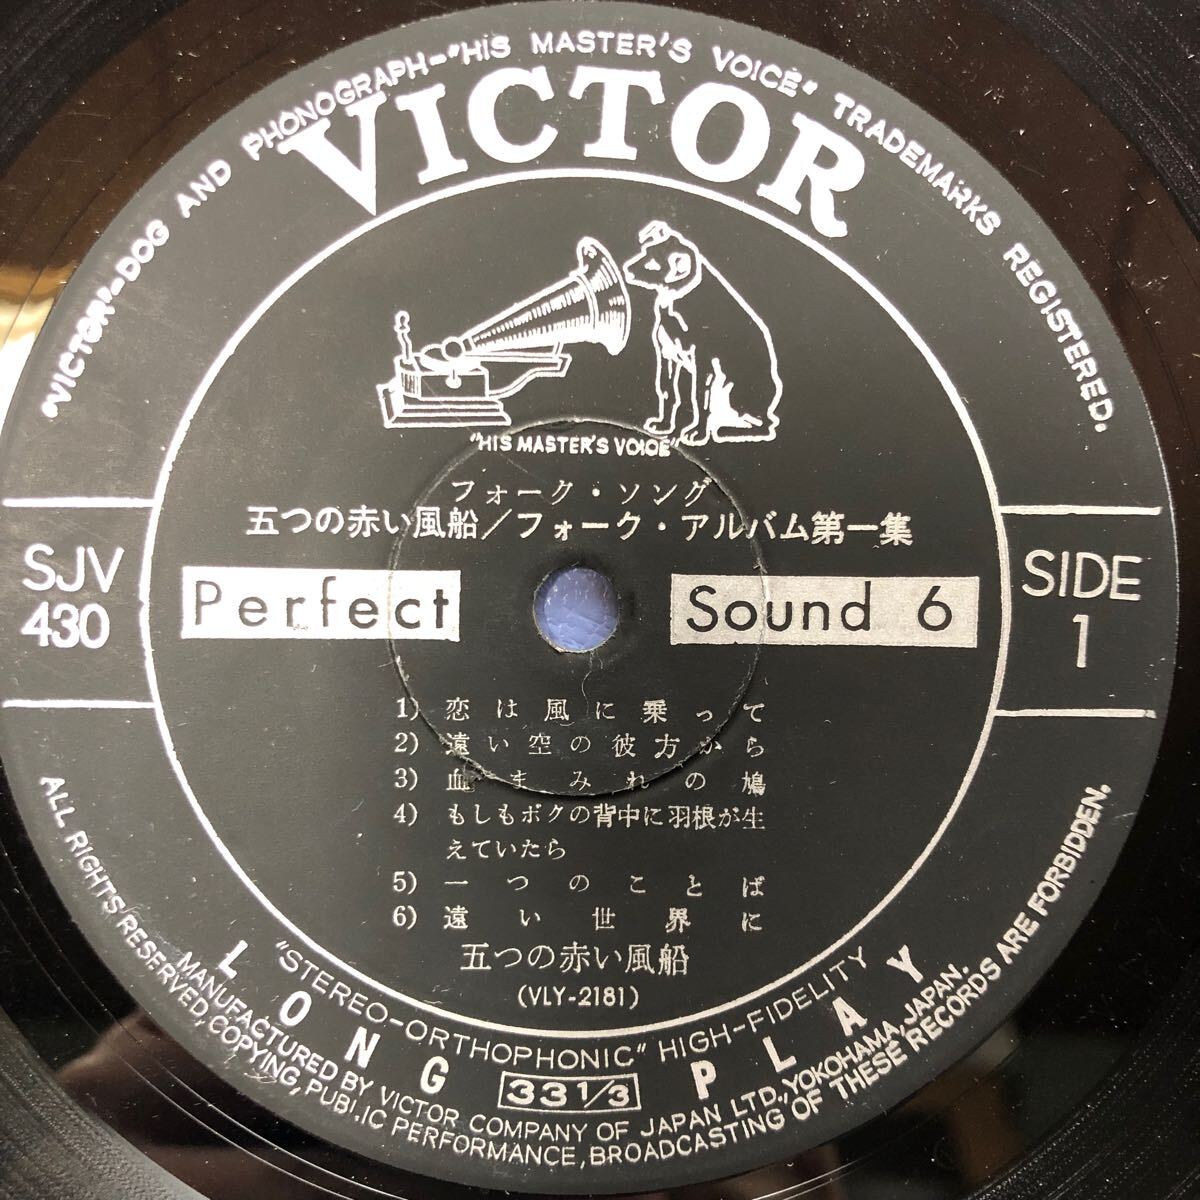 "VICTOR"-DOG AND PHONOGRAPH-"HIS MASTER'S VOICE" TRADEMARKS REGISTERED.
VICTOR
"HIS MASTER'S VOICE"
フォーク・ソング
五つの赤い風船/フォーク・アルバム第一集
SJV
430
Perfect
Sound 6
SIDE
1
1) 恋は風に乗って
2) 遠い空の彼方から
3) 血まみれの鳩
4) もしもボクの背中に羽根が生
えていたら
5) 一つのことば
6) 遠い世界に
五つの赤い風船
(VLY-2181)
"STEREO-ORTHOPHONIC" HIGH-FIDELITY
LONG 33 1/3 PLAY
MANUFACTURED BY VICTOR COMPANY OF JAPAN LTD., YOKOHAMA, JAPAN.
ALL RIGHTS RESERVED, COPYING, PUBLIC PERFORMANCE, BROADCASTING OF THESE RECORDS ARE FORBIDDEN.